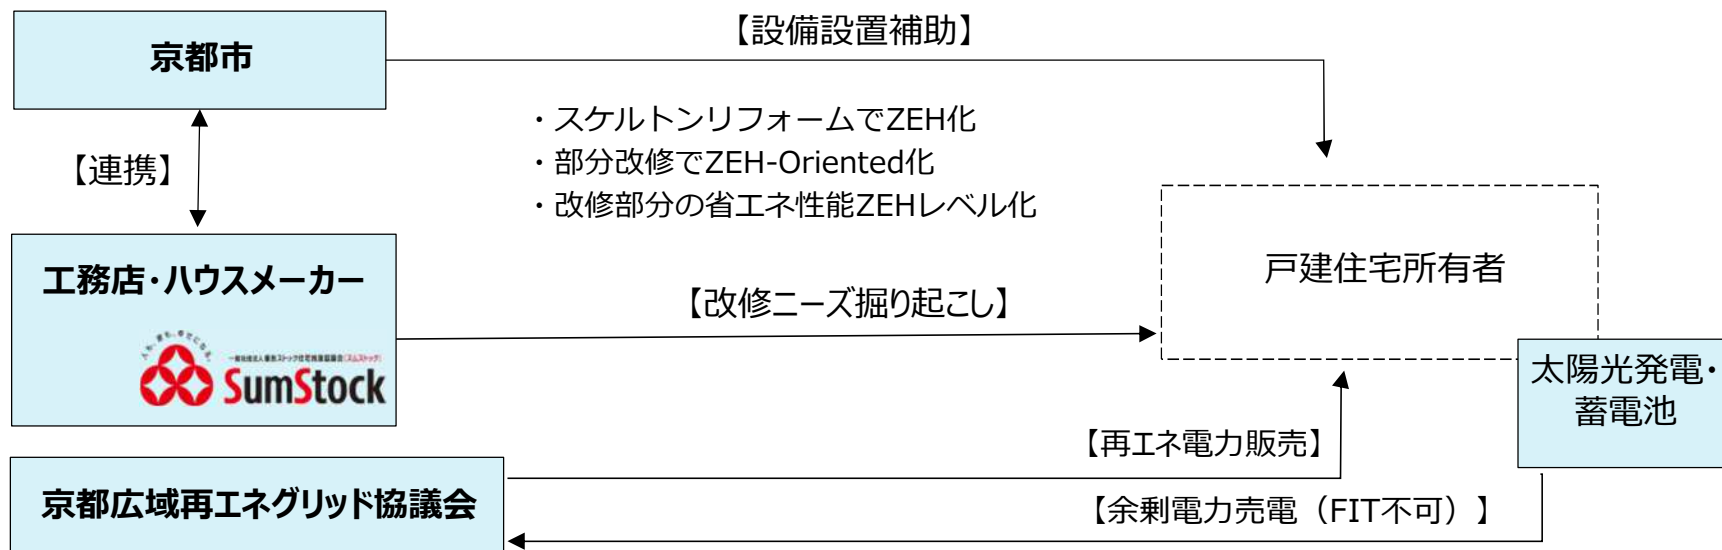 京都市
【設備設置補助】
・スケルトンリフォームでZEH化
・部分改修でZEH-Oriented化
・改修部分の省エネ性能ZEHレベル化
【連携】
工務店・ハウスメーカー
SumStock
【改修ニーズ掘り起こし】
戸建住宅所有者
太陽光発電・
蓄電池
【再エネ電力販売】
京都広域再エネグリッド協議会
【余剰電力売電（FIT不可）】